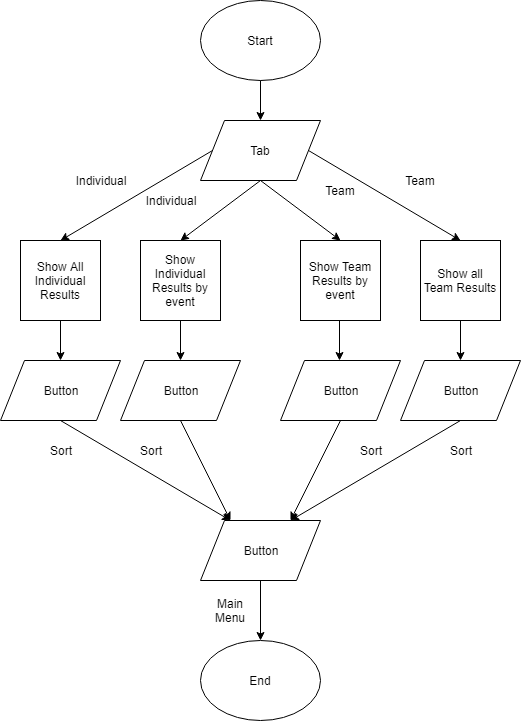 Start
Tab
Individual
Individual
Team
Team
Show All
Individual
Results
Show
Individual
Results by
event
Show Team
Results by
event
Show all
Team Results
Button
Button
Button
Button
Sort
Sort
Sort
Sort
Button
Main
Menu
End